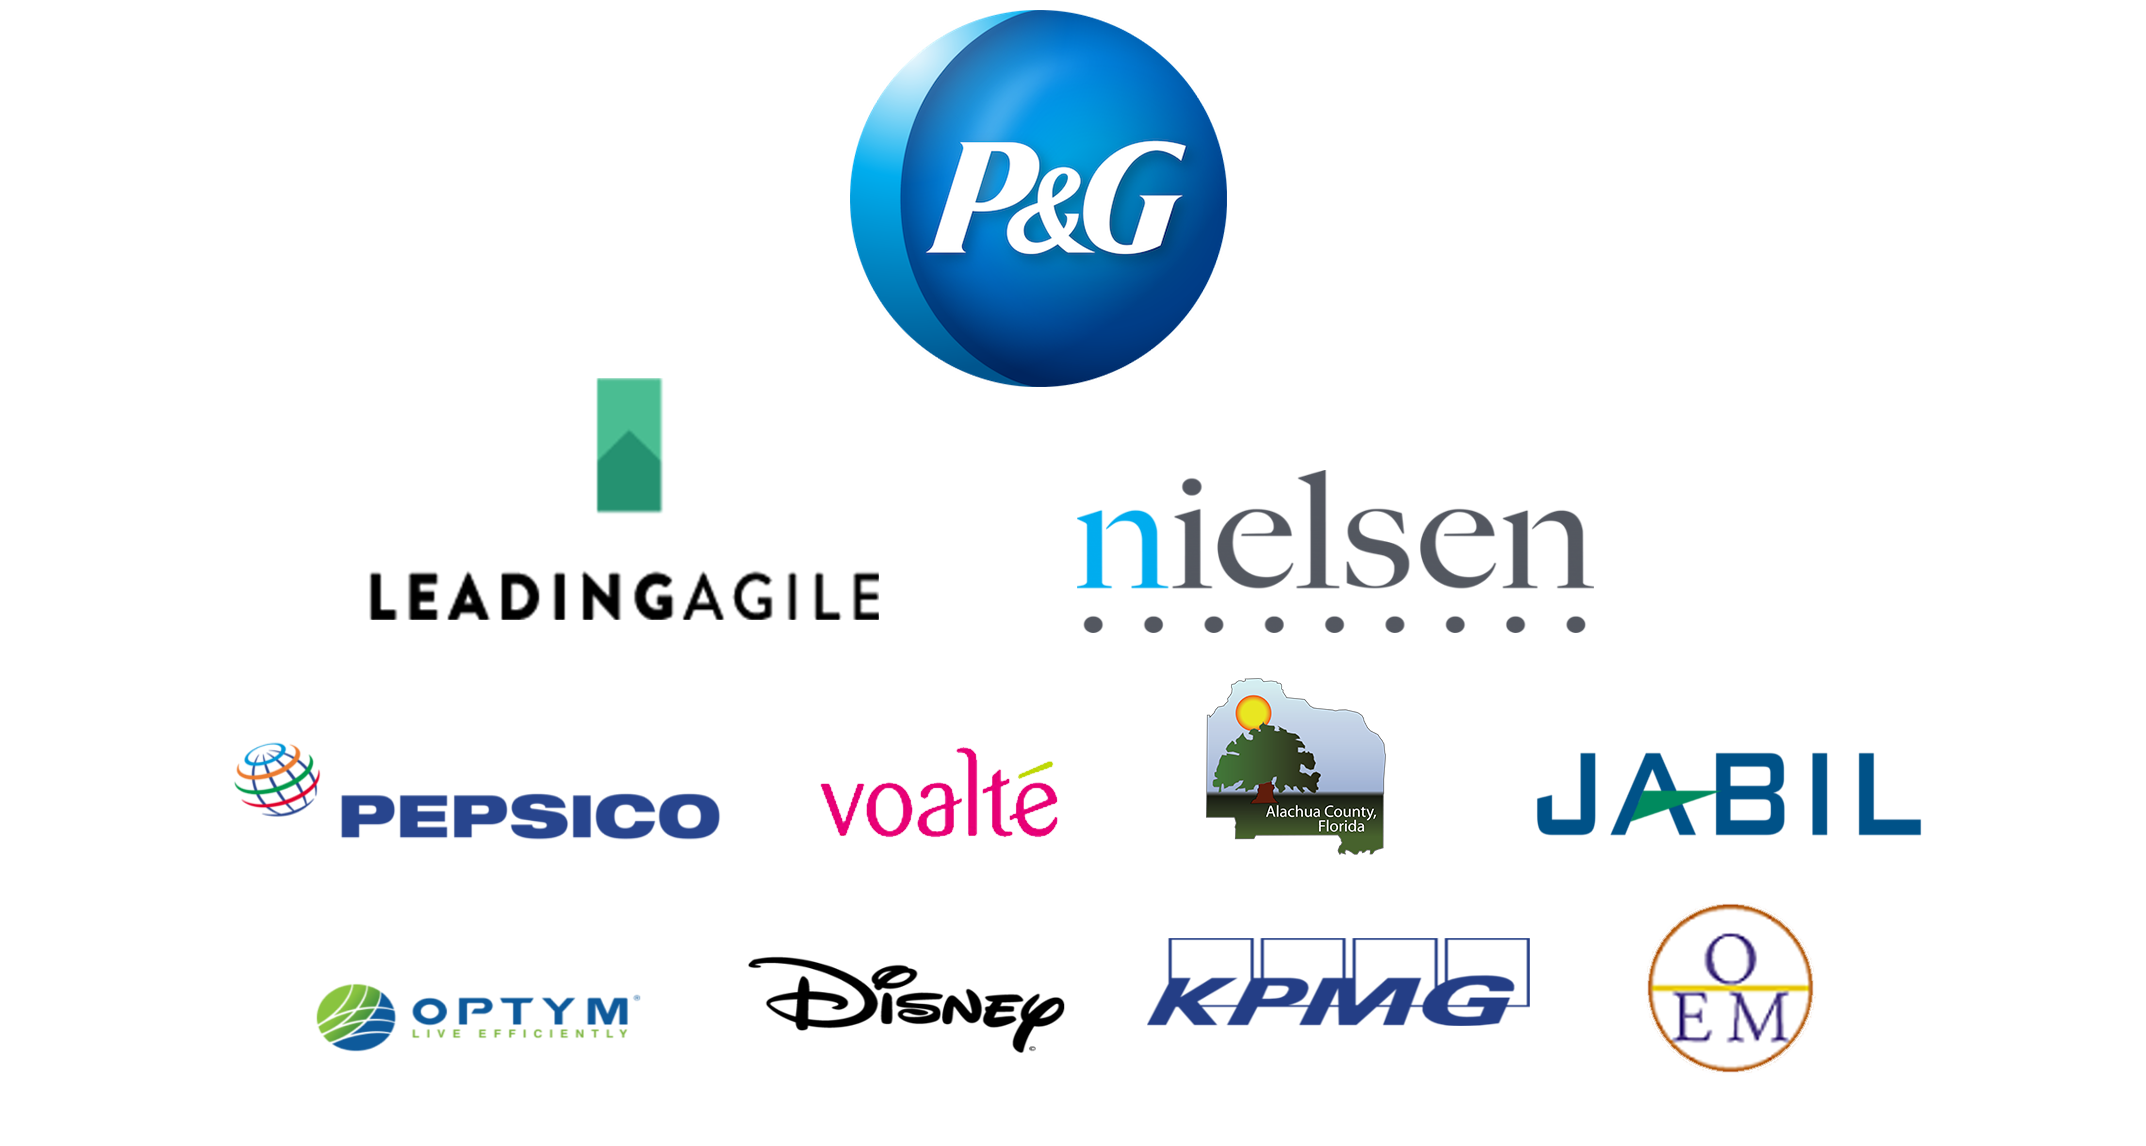 P&G
LEADINGAGILE
nielsen
PEPSICO
voalté
Alachua County,
Florida
JABIL
OPTYM®
LIVE EFFICIENTLY
DISNEY
©
KPMG
O
EM